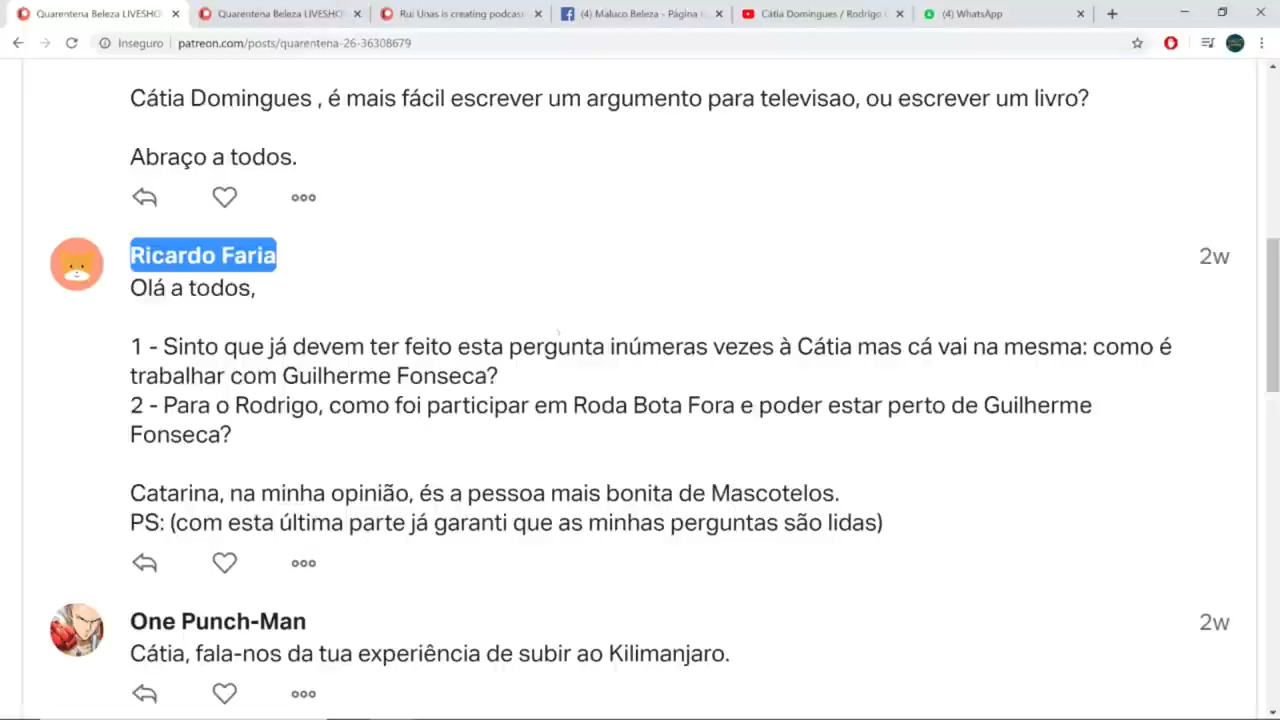 Quarentena Beleza LIVESHO
Quarentena Beleza LIVESHO
Rui Unas is creating podcas
(4) Maluco Beleza - Página
Cátia Domingues / Rodrigo
(4) WhatsApp
Inseguro
patreon.com/posts/quarentena-26-36308679
Cátia Domingues , é mais fácil escrever um argumento para televisao, ou escrever um livro?
Abraço a todos.
Ricardo Faria
2w
Olá a todos,
1 - Sinto que já devem ter feito esta pergunta inúmeras vezes à Cátia mas cá vai na mesma: como é
trabalhar com Guilherme Fonseca?
2 - Para o Rodrigo, como foi participar em Roda Bota Fora e poder estar perto de Guilherme
Fonseca?
Catarina, na minha opinião, és a pessoa mais bonita de Mascotelos.
PS: (com esta última parte já garanti que as minhas perguntas são lidas)
One Punch-Man
2w
Cátia, fala-nos da tua experiência de subir ao Kilimanjaro.